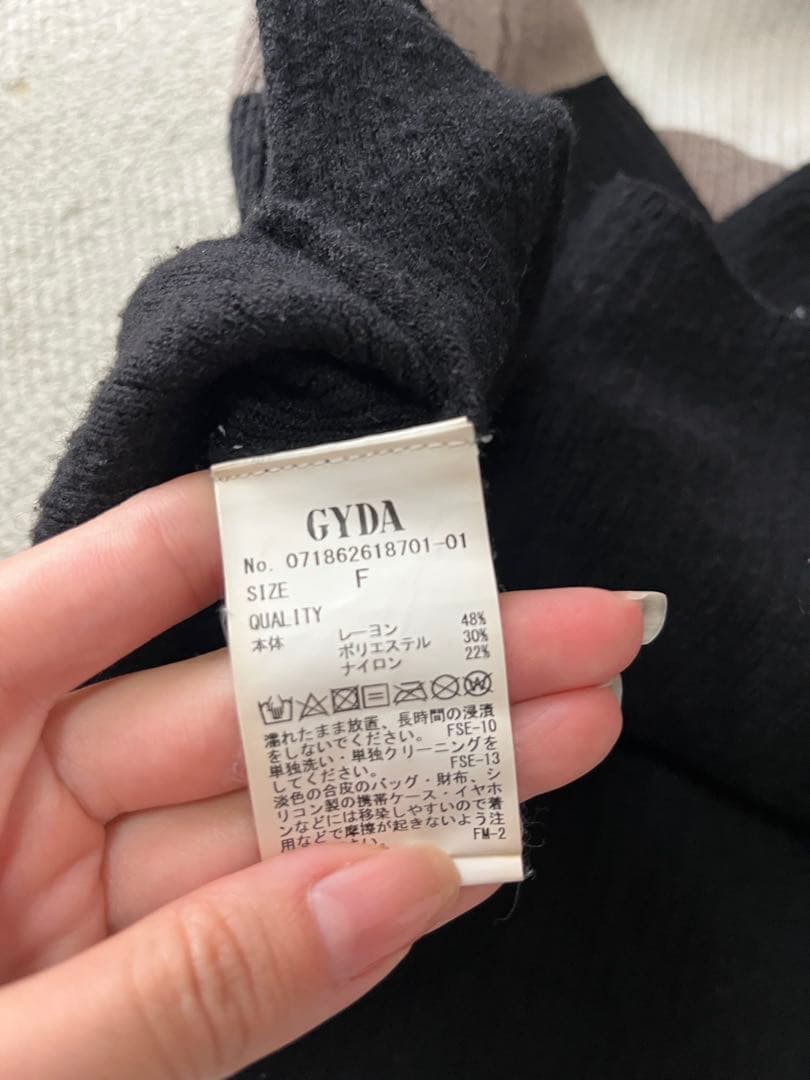 GYDA
No. 071862618701-01
SIZE F
QUALITY
本体 レーヨン 48%
ポリエステル 30%
ナイロン 22%
濡れたまま放置、長時間の浸漬
をしないでください。 FSE-10
単独洗い・単独クリーニングを
してください。 FSE-13
淡色の合皮のバッグ・財布、シ
リコン製の携帯ケース・イヤホ
ンなどには移染しやすいので着
用などで摩擦が起きないよう注
FM-2